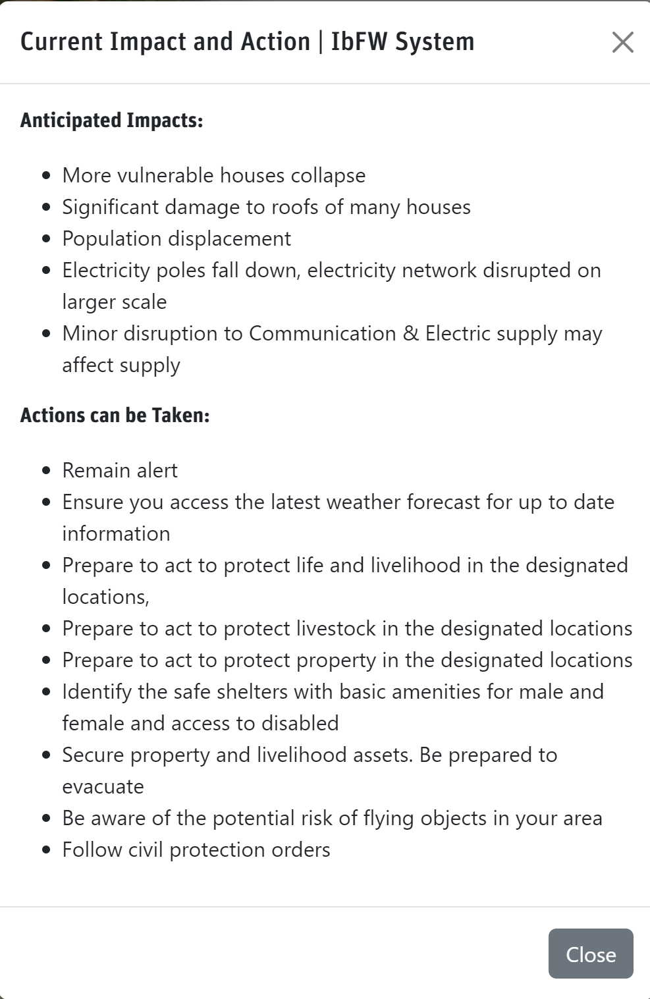 Current Impact and Action | IbFW System
Anticipated Impacts:
More vulnerable houses collapse
Significant damage to roofs of many houses
Population displacement
Electricity poles fall down, electricity network disrupted on
larger scale
Minor disruption to Communication & Electric supply may
affect supply
Actions can be Taken:
Remain alert
Ensure you access the latest weather forecast for up to date
information
Prepare to act to protect life and livelihood in the designated
locations,
Prepare to act to protect livestock in the designated locations
Prepare to act to protect property in the designated locations
Identify the safe shelters with basic amenities for male and
female and access to disabled
Secure property and livelihood assets. Be prepared to
evacuate
Be aware of the potential risk of flying objects in your area
Follow civil protection orders
Close